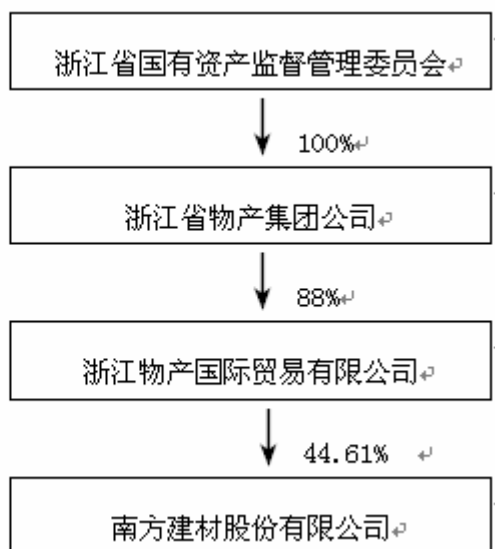 浙江省国有资产监督管理委员会
100%
浙江省物产集团公司
88%
浙江物产国际贸易有限公司
44.61%
南方建材股份有限公司